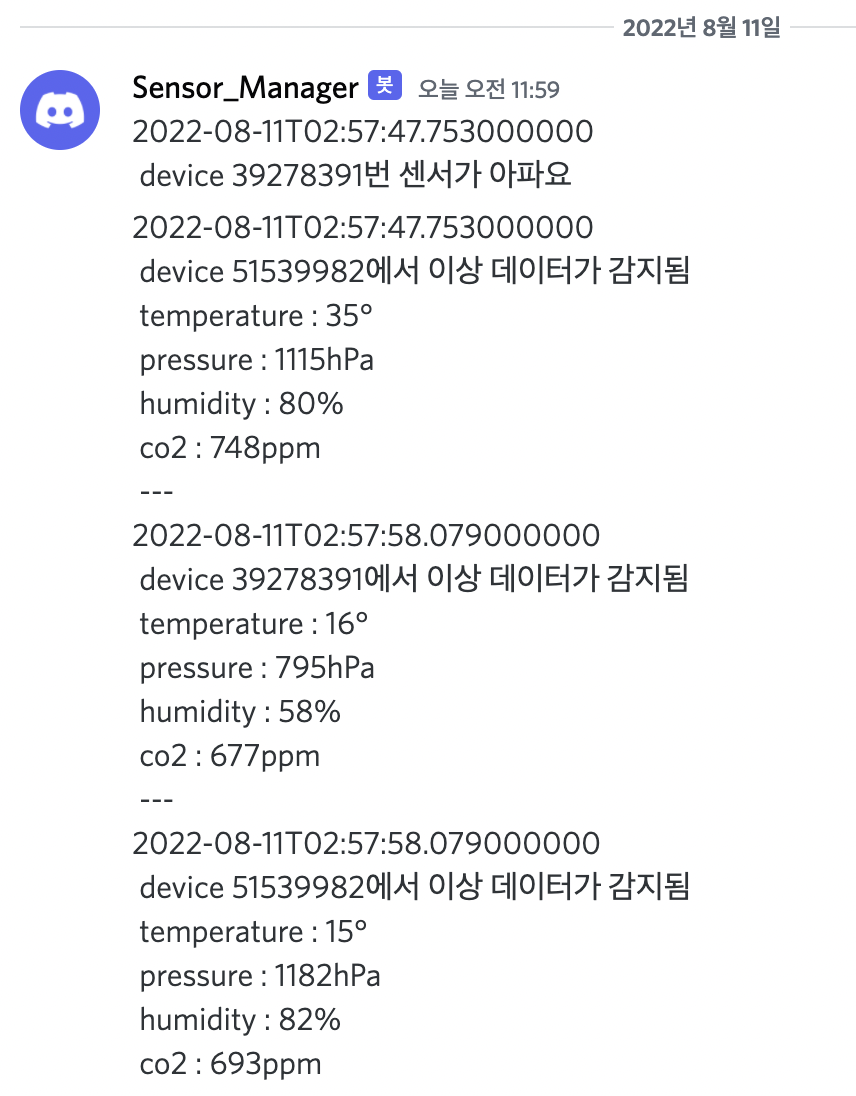 2022년 8월 11일
Sensor_Manager 봇 오늘 오전 11:59
2022-08-11T02:57:47.753000000
device 39278391번 센서가 아파요
2022-08-11T02:57:47.753000000
device 51539982에서 이상 데이터가 감지됨
temperature : 35°
pressure : 1115hPa
humidity : 80%
co2 : 748ppm
---
2022-08-11T02:57:58.079000000
device 39278391에서 이상 데이터가 감지됨
temperature : 16°
pressure : 795hPa
humidity : 58%
co2 : 677ppm
---
2022-08-11T02:57:58.079000000
device 51539982에서 이상 데이터가 감지됨
temperature : 15°
pressure : 1182hPa
humidity : 82%
co2 : 693ppm